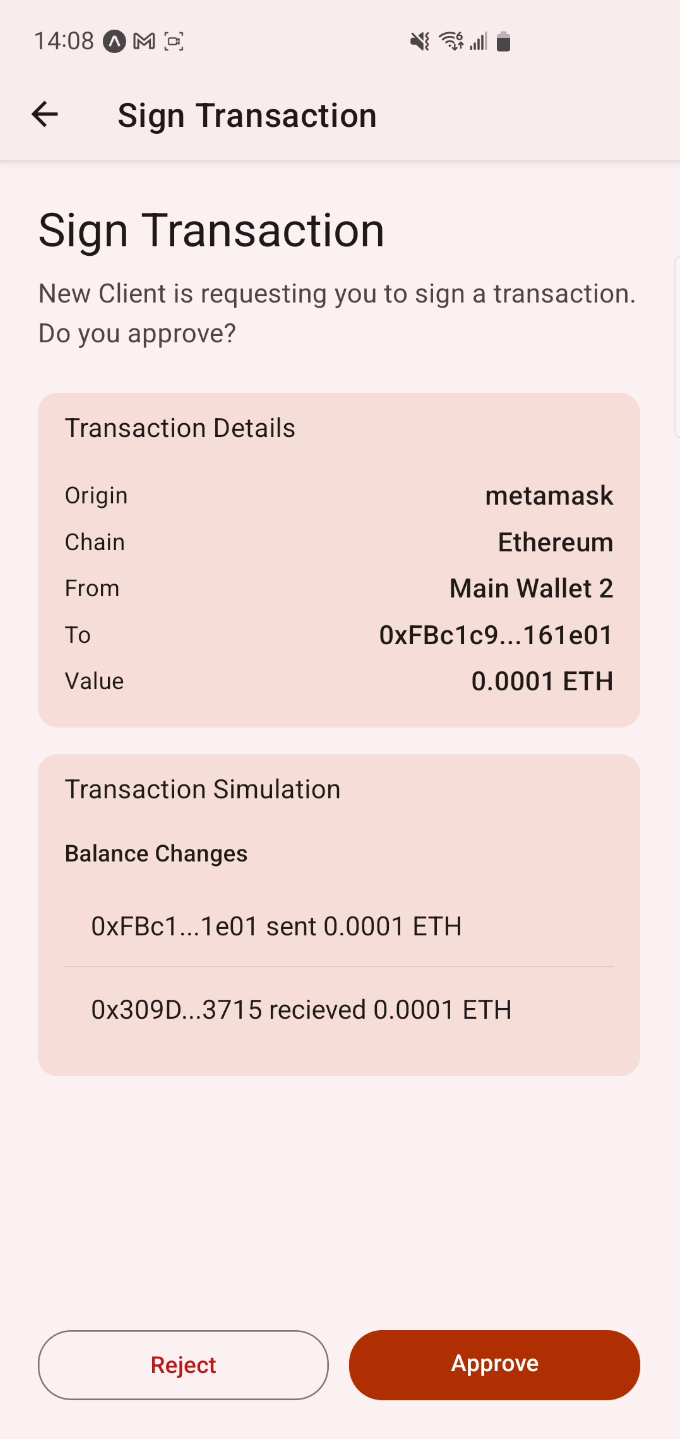 14:08
Sign Transaction
Sign Transaction
New Client is requesting you to sign a transaction.
Do you approve?
Transaction Details
Origin metamask
Chain Ethereum
From Main Wallet 2
To 0xFBc1c9...161e01
Value 0.0001 ETH
Transaction Simulation
Balance Changes
0xFBc1...1e01 sent 0.0001 ETH
0x309D...3715 recieved 0.0001 ETH
Reject Approve